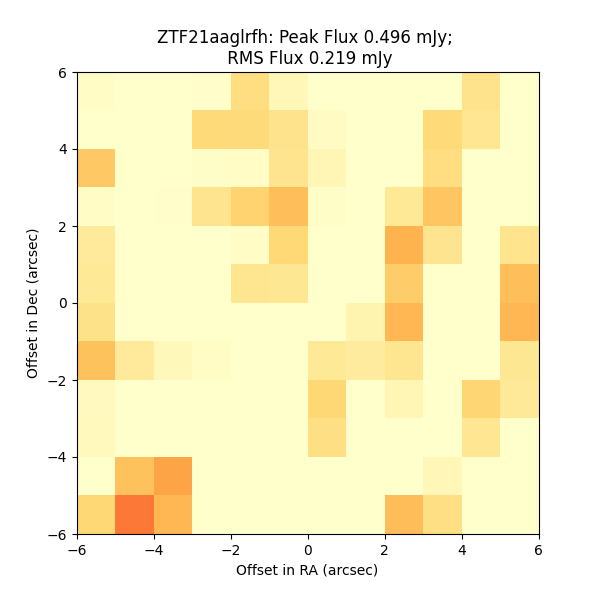 ZTF21aaglrfh: Peak Flux 0.496 mJy;
RMS Flux 0.219 mJy
6
4
2
0
−2
−4
−6
Offset in Dec (arcsec)
−6 −4 −2 0 2 4 6
Offset in RA (arcsec)